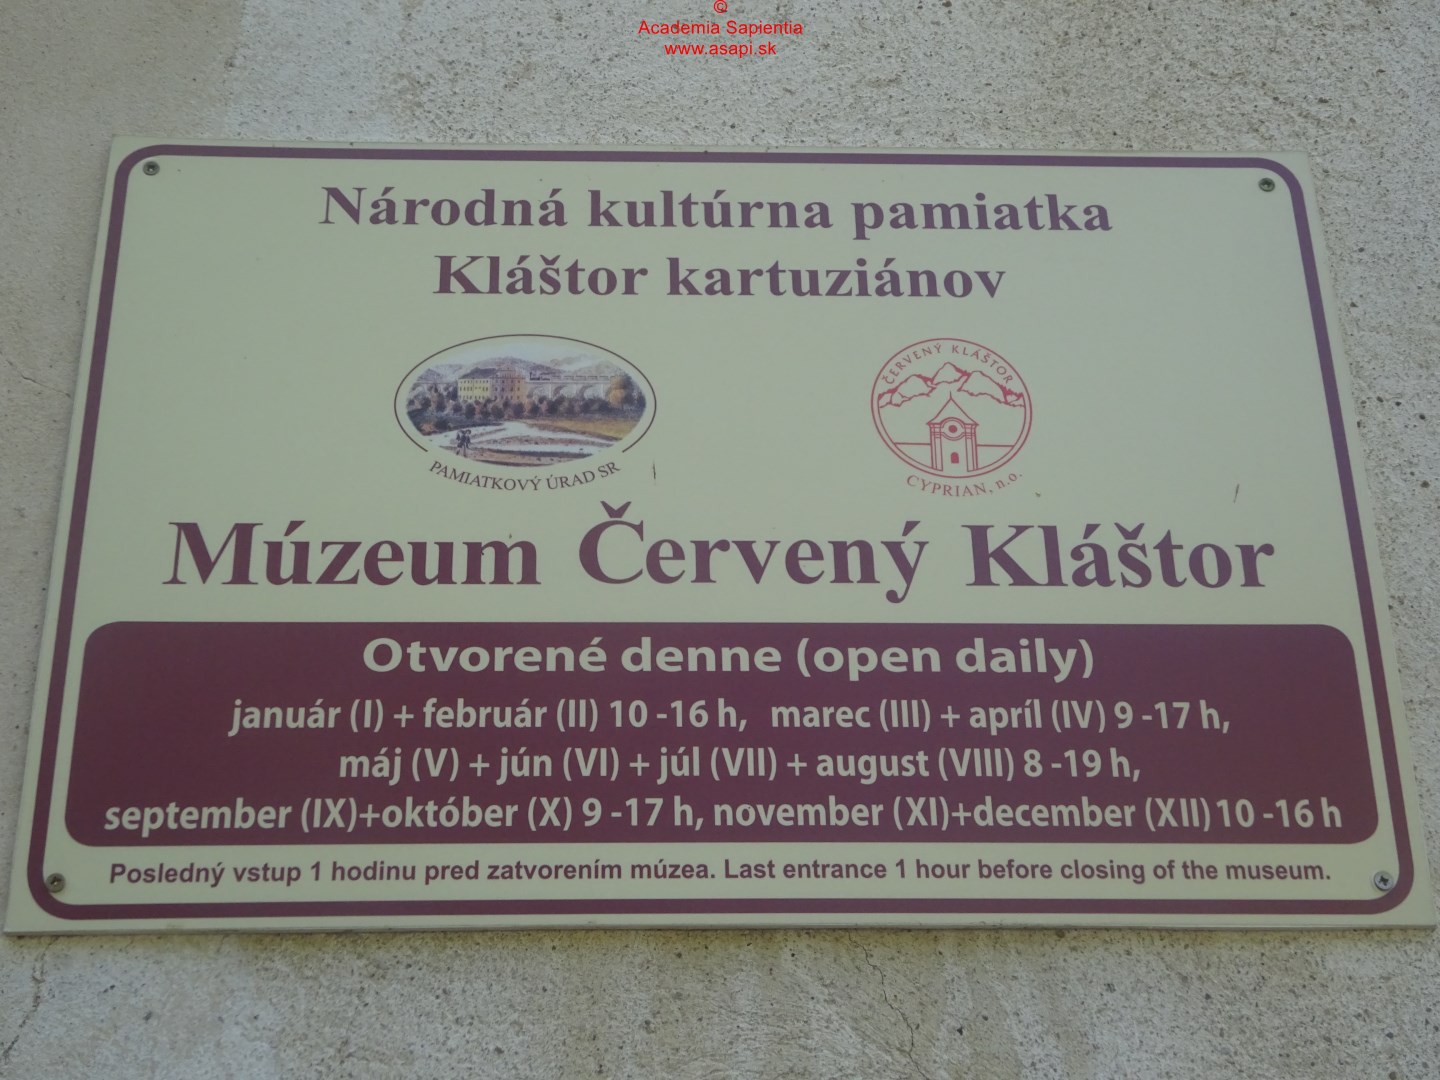 ©
Academia Sapientia
www.asapi.sk
Národná kultúrna pamiatka
Kláštor kartuziánov
PAMIATKOVÝ ÚRAD SR
ČERVENÝ KLÁŠTOR
CYPRIAN, n.o.
Múzeum Červený Kláštor
Otvorené denne (open daily)
január (I) + február (II) 10 -16 h, marec (III) + apríl (IV) 9 -17 h,
máj (V) + jún (VI) + júl (VII) + august (VIII) 8 -19 h,
september (IX)+október (X) 9 -17 h, november (XI)+december (XII) 10 -16 h
Posledný vstup 1 hodinu pred zatvorením múzea. Last entrance 1 hour before closing of the museum.